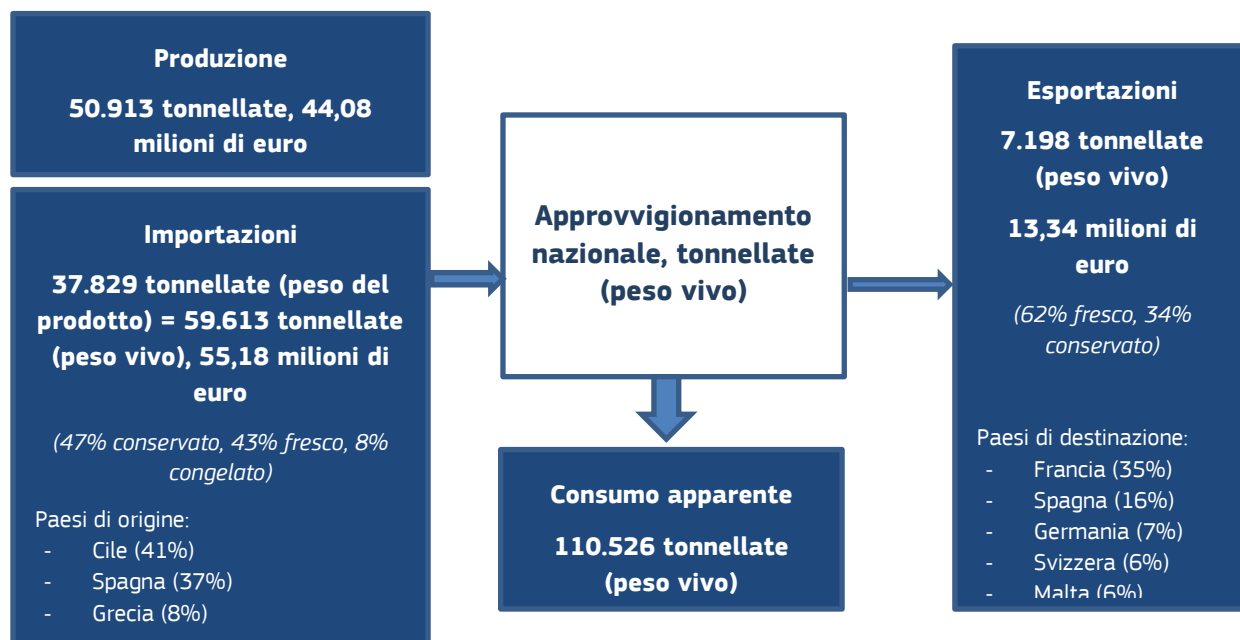 Produzione
50.913 tonnellate, 44,08
milioni di euro
Importazioni
37.829 tonnellate (peso del
prodotto) = 59.613 tonnellate
(peso vivo), 55,18 milioni di
euro
(47% conservato, 43% fresco, 8%
congelato)
Paesi di origine:
- Cile (41%)
- Spagna (37%)
- Grecia (8%)
Approvvigionamento
nazionale, tonnellate
(peso vivo)
Consumo apparente
110.526 tonnellate
(peso vivo)
Esportazioni
7.198 tonnellate
(peso vivo)
13,34 milioni di
euro
(62% fresco, 34%
conservato)
Paesi di destinazione:
- Francia (35%)
- Spagna (16%)
- Germania (7%)
- Svizzera (6%)
- Malta (6%)